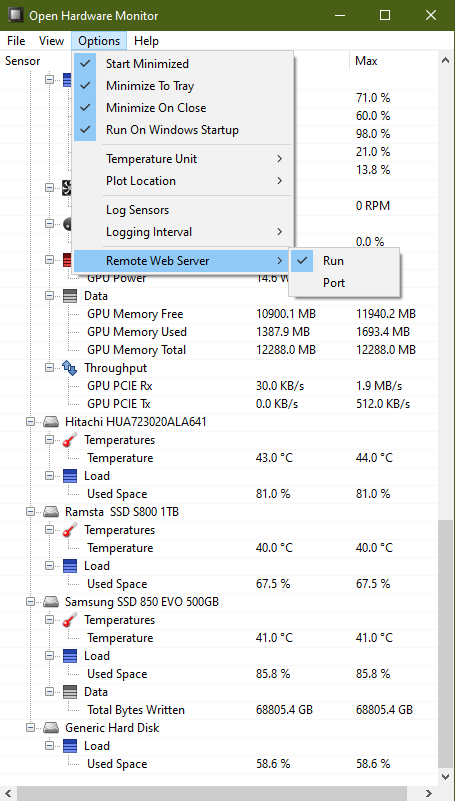 Open Hardware Monitor
File View Options Help
Sensor Max
Start Minimized
Minimize To Tray
Minimize On Close
Run On Windows Startup
Temperature Unit
Plot Location
Log Sensors
Logging Interval
Remote Web Server
Run
Port
71.0 %
60.0 %
98.0 %
21.0 %
13.8 %
0 RPM
0.0 %
GPU Power 14.6 W
Data
GPU Memory Free 10900.1 MB 11940.2 MB
GPU Memory Used 1387.9 MB 1693.4 MB
GPU Memory Total 12288.0 MB 12288.0 MB
Throughput
GPU PCIE Rx 30.0 KB/s 1.9 MB/s
GPU PCIE Tx 0.0 KB/s 512.0 KB/s
Hitachi HUA723020ALA641
Temperatures
Temperature 43.0 °C 44.0 °C
Load
Used Space 81.0 % 81.0 %
Ramsta SSD S800 1TB
Temperatures
Temperature 40.0 °C 40.0 °C
Load
Used Space 67.5 % 67.5 %
Samsung SSD 850 EVO 500GB
Temperatures
Temperature 41.0 °C 41.0 °C
Load
Used Space 85.8 % 85.8 %
Data
Total Bytes Written 68805.4 GB 68805.4 GB
Generic Hard Disk
Load
Used Space 58.6 % 58.6 %